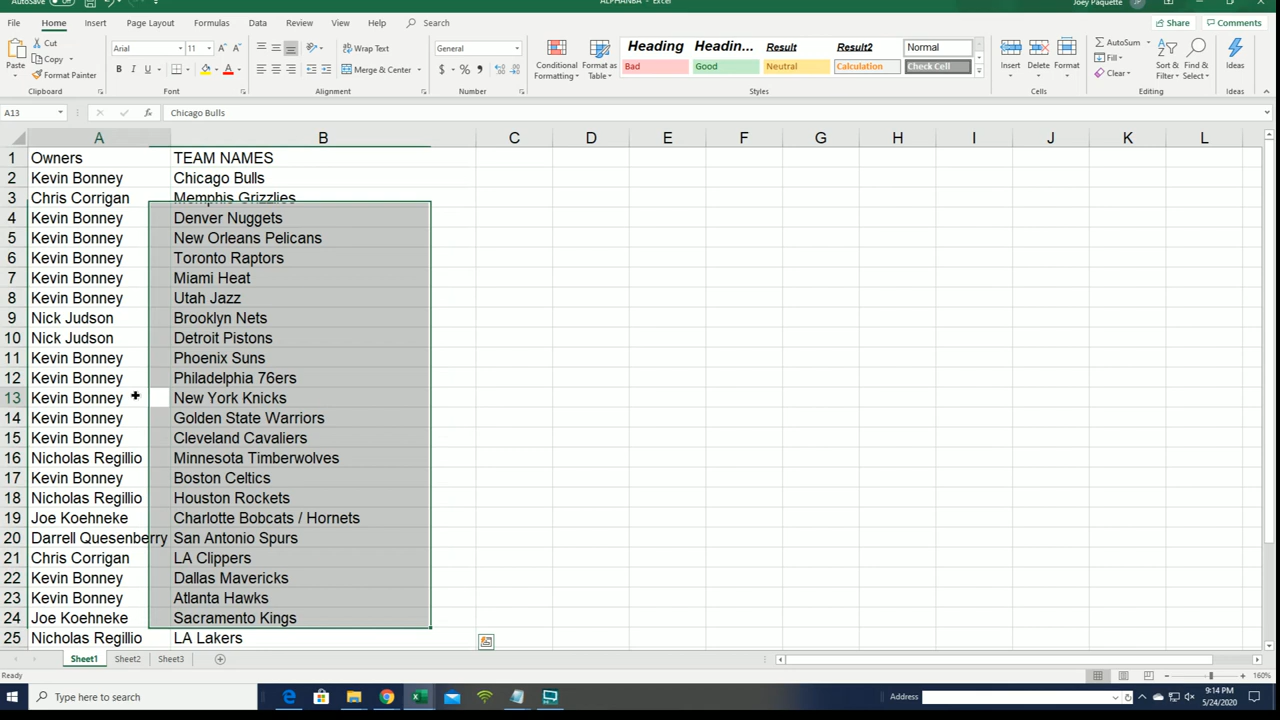 AutoSave Off
ALPHANBA - Excel
Joey Paquette JP
File Home Insert Page Layout Formulas Data Review View Help Search Share Comments
Paste Cut Copy Format Painter
Arial 11 Wrap Text General Conditional Formatting Format as Table
Merge & Center
B I U A $ % ,
Heading Headin... Result Result2 Normal
Bad Good Neutral Calculation Check Cell
Insert Delete Format AutoSum Fill Clear Sort & Filter Find & Select Ideas
Clipboard Font Alignment Number Styles Cells Editing Ideas
A13 fx Chicago Bulls
A B C D E F G H I J K L
1 Owners TEAM NAMES
2 Kevin Bonney Chicago Bulls
3 Chris Corrigan Memphis Grizzlies
4 Kevin Bonney Denver Nuggets
5 Kevin Bonney New Orleans Pelicans
6 Kevin Bonney Toronto Raptors
7 Kevin Bonney Miami Heat
8 Kevin Bonney Utah Jazz
9 Nick Judson Brooklyn Nets
10 Nick Judson Detroit Pistons
11 Kevin Bonney Phoenix Suns
12 Kevin Bonney Philadelphia 76ers
13 Kevin Bonney New York Knicks
14 Kevin Bonney Golden State Warriors
15 Kevin Bonney Cleveland Cavaliers
16 Nicholas Regillio Minnesota Timberwolves
17 Kevin Bonney Boston Celtics
18 Nicholas Regillio Houston Rockets
19 Joe Koehneke Charlotte Bobcats / Hornets
20 Darrell Quesenberry San Antonio Spurs
21 Chris Corrigan LA Clippers
22 Kevin Bonney Dallas Mavericks
23 Kevin Bonney Atlanta Hawks
24 Joe Koehneke Sacramento Kings
25 Nicholas Regillio LA Lakers
Sheet1 Sheet2 Sheet3
Ready 160%
Type here to search Address 9:14 PM
5/24/2020